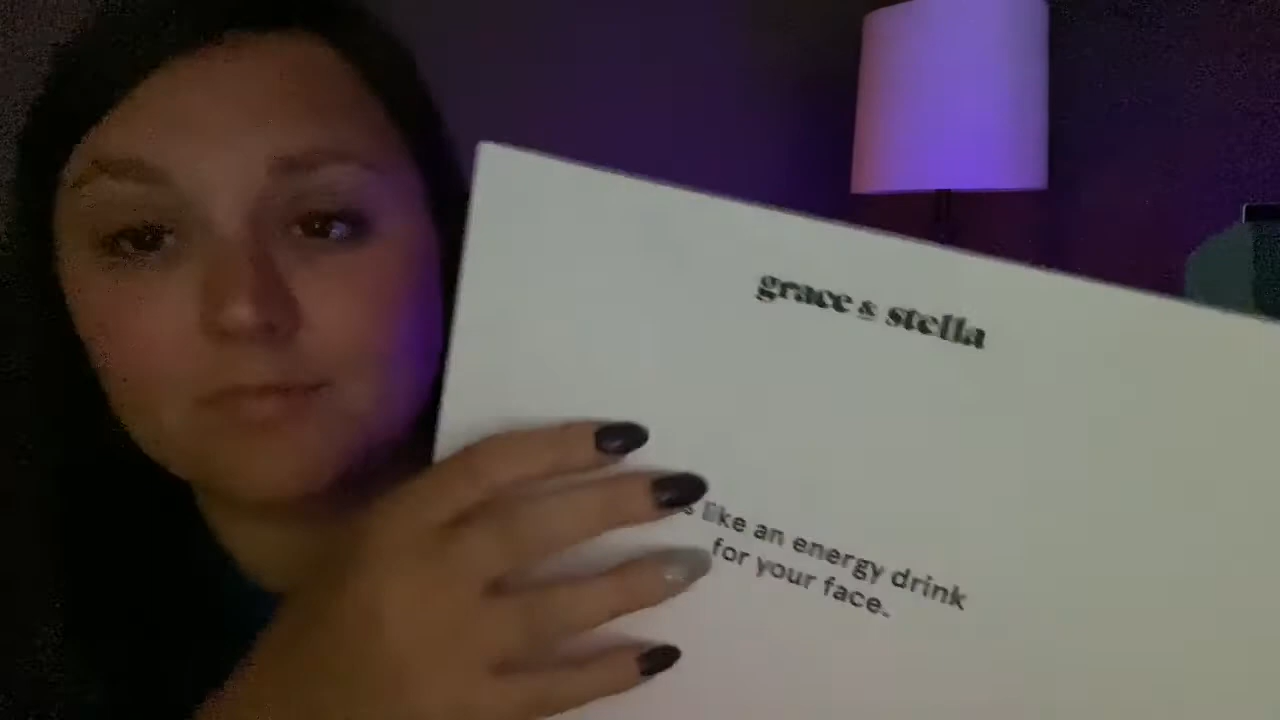 grace & stella
s like an energy drink
for your face.